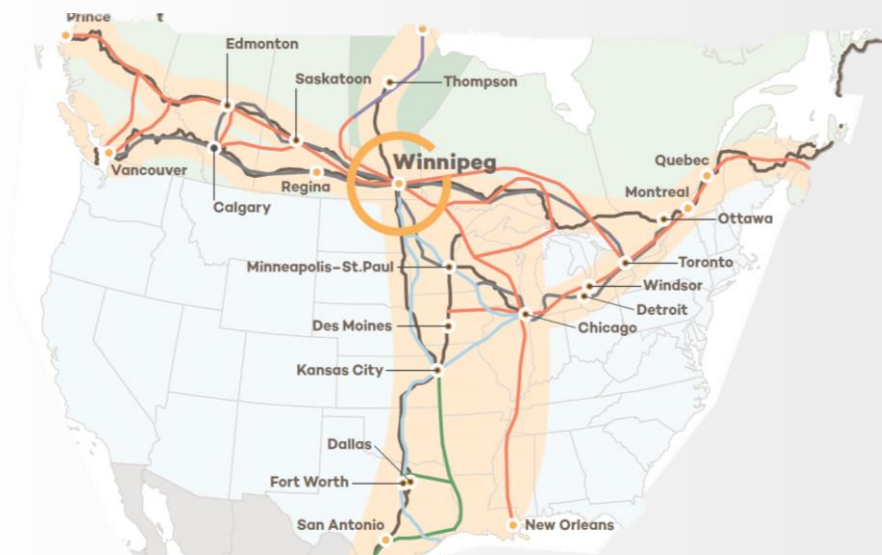 Prince
t
Edmonton
Saskatoon
Thompson
Winnipeg
Quebec
Vancouver
Regina
Montreal
Calgary
Ottawa
Minneapolis–St.Paul
Toronto
Windsor
Detroit
Des Moines
Chicago
Kansas City
Dallas
Fort Worth
San Antonio
New Orleans